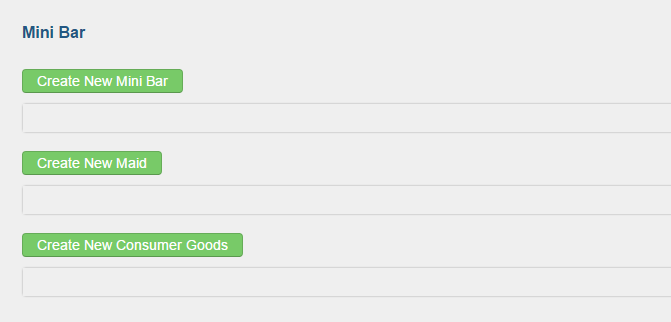 Mini Bar
Create New Mini Bar
Create New Maid
Create New Consumer Goods